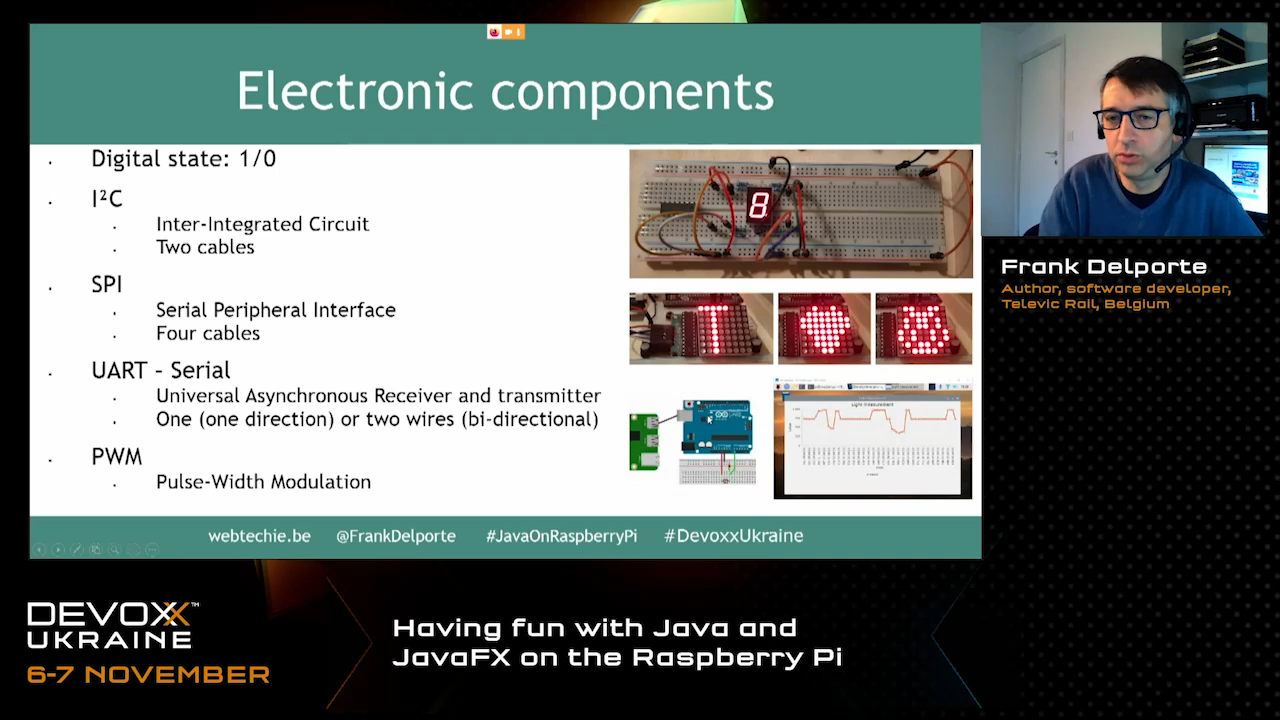 Electronic components
Digital state: 1/0
I²C
Inter-Integrated Circuit
Two cables
SPI
Serial Peripheral Interface
Four cables
UART – Serial
Universal Asynchronous Receiver and transmitter
One (one direction) or two wires (bi-directional)
PWM
Pulse-Width Modulation
8
T
Light measurement
webtechie.be @FrankDelporte #JavaOnRaspberryPi #DevoxxUkraine
Frank Delporte
Author, software developer,
Televic Rail, Belgium
DEVOXX™
UKRAINE
6-7 NOVEMBER
Having fun with Java and
JavaFX on the Raspberry Pi